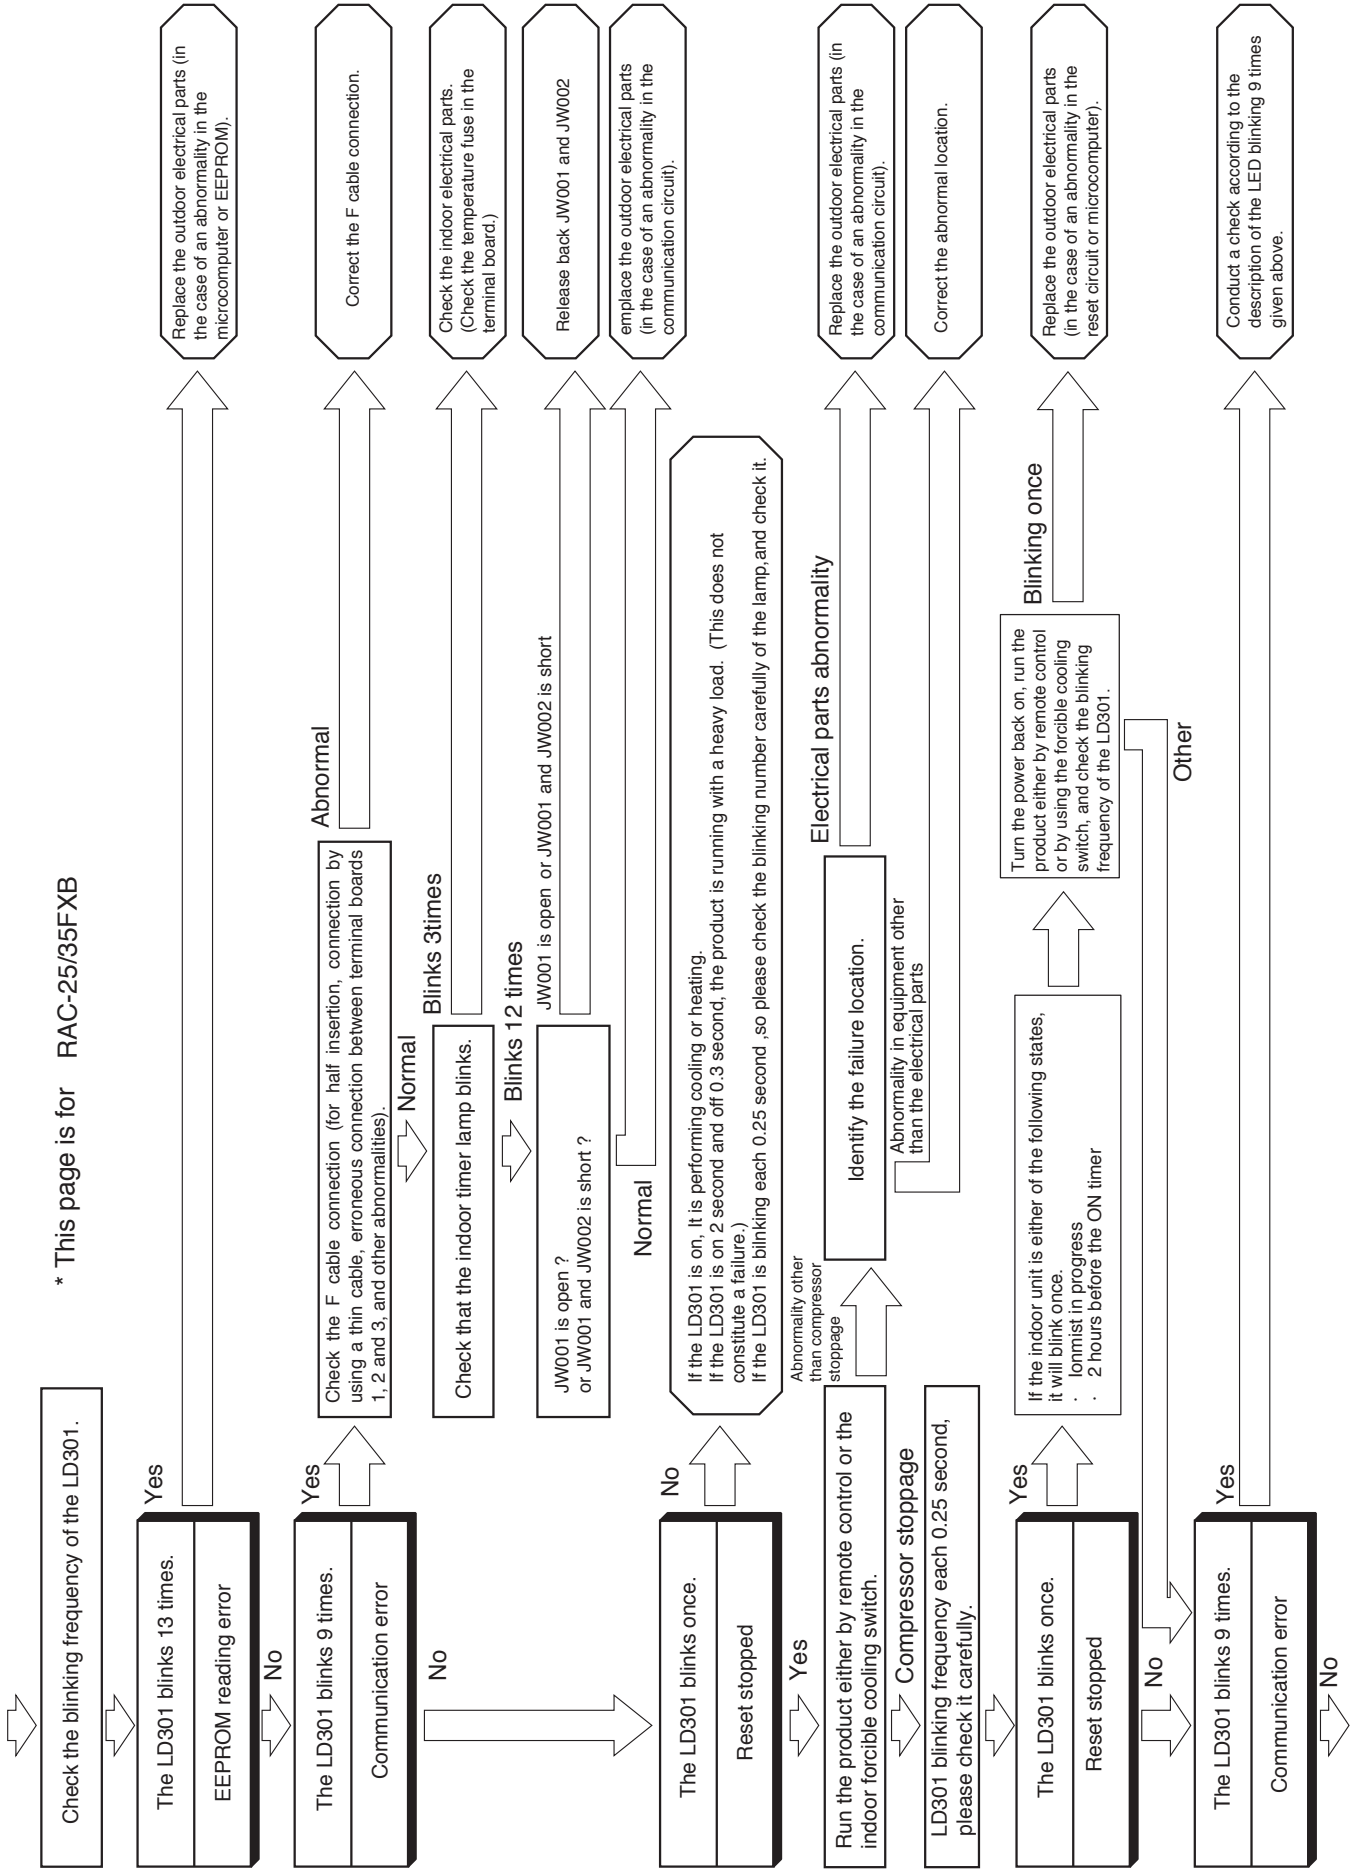 * This page is for RAC-25/35FXB
Check the blinking frequency of the LD301.
The LD301 blinks 13 times.
EEPROM reading error
Yes
Replace the outdoor electrical parts (in
the case of an abnormality in the
microcomputer or EEPROM).
No
The LD301 blinks 9 times.
Communication error
Yes
Check the F cable connection (for half insertion, connection by
using a thin cable, erroneous connection between terminal boards
1, 2 and 3, and other abnormalities).
Abnormal
Correct the F cable connection.
Normal
Check that the indoor timer lamp blinks.
Blinks 3times
Check the indoor electrical parts.
(Check the temperature fuse in the
terminal board.)
Blinks 12 times
JW001 is open ?
or JW001 and JW002 is short ?
JW001 is open or JW001 and JW002 is short
Release back JW001 and JW002
Normal
emplace the outdoor electrical parts
(in the case of an abnormality in the
communication circuit).
No
The LD301 blinks once.
Reset stopped
No
If the LD301 is on, It is performing cooling or heating.
If the LD301 is on 2 second and off 0.3 second, the product is running with a heavy load. (This does not
constitute a failure.)
If the LD301 is bilnking each 0.25 second ,so please check the blinking number carefully of the lamp,and check it.
Yes
Run the product either by remote control or the
indoor forcible cooling switch.
Abnormality other
than compressor
stoppage
Identify the failure location.
Electrical parts abnormality
Replace the outdoor electrical parts (in
the case of an abnormality in the
communication circuit).
Abnormality in equipment other
than the electrical parts
Correct the abnormal location.
Compressor stoppage
LD301 blinking frequency each 0.25 second,
please check it carefully.
The LD301 blinks once.
Reset stopped
Yes
If the indoor unit is either of the following states,
it will blink once.
· Ionmist in progress
· 2 hours before the ON timer
Turn the power back on, run the
product either by remote control
or by using the forcible cooling
switch, and check the blinking
frequency of the LD301.
Blinking once
Replace the outdoor electrical parts
(in the case of an abnormality in the
reset circuit or microcomputer).
Other
No
The LD301 blinks 9 times.
Communication error
Yes
Conduct a check according to the
description of the LED blinking 9 times
given above.
No